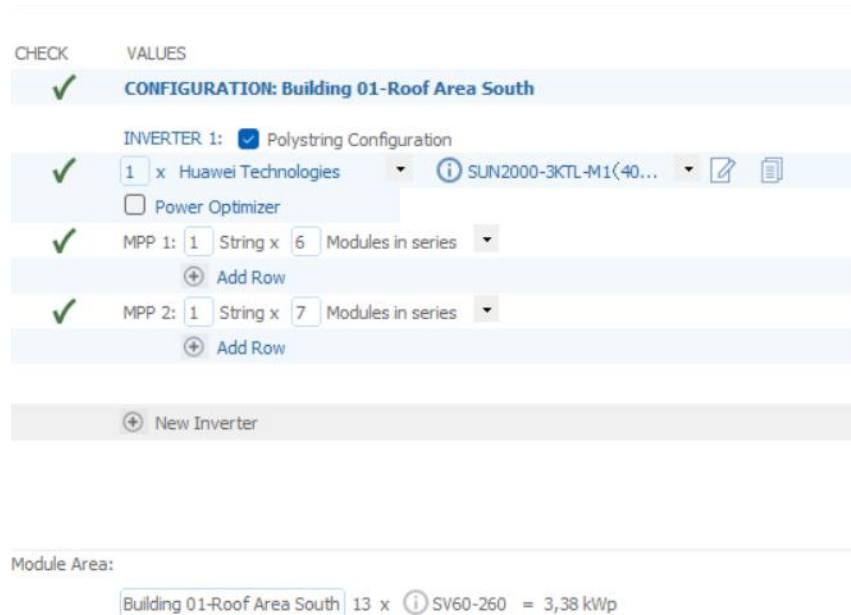 CHECK VALUES
CONFIGURATION: Building 01-Roof Area South
INVERTER 1: Polystring Configuration
1 x Huawei Technologies SUN2000-3KTL-M1(40...
Power Optimizer
MPP 1: 1 String x 6 Modules in series
Add Row
MPP 2: 1 String x 7 Modules in series
Add Row
New Inverter
Module Area:
Building 01-Roof Area South 13 x SV60-260 = 3,38 kWp